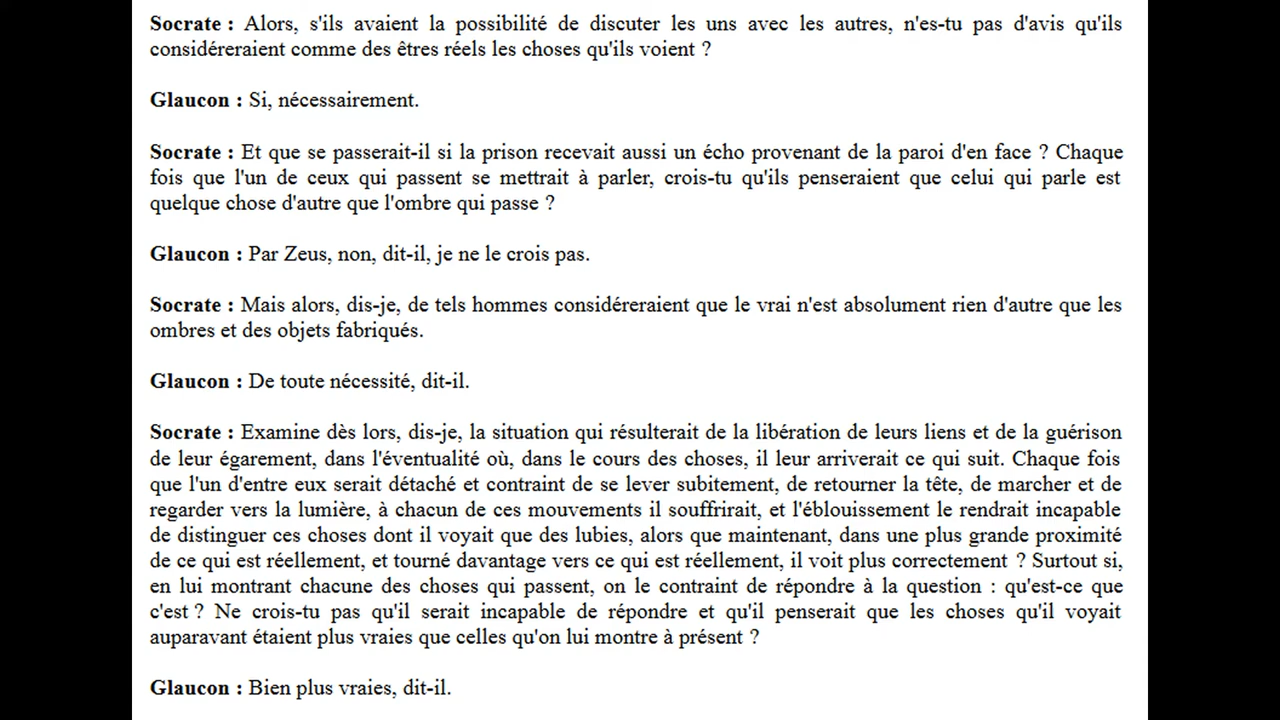 Socrate : Alors, s'ils avaient la possibilité de discuter les uns avec les autres, n'es-tu pas d'avis qu'ils
considéreraient comme des êtres réels les choses qu'ils voient ?
Glaucon : Si, nécessairement.
Socrate : Et que se passerait-il si la prison recevait aussi un écho provenant de la paroi d'en face ? Chaque
fois que l'un de ceux qui passent se mettrait à parler, crois-tu qu'ils penseraient que celui qui parle est
quelque chose d'autre que l'ombre qui passe ?
Glaucon : Par Zeus, non, dit-il, je ne le crois pas.
Socrate : Mais alors, dis-je, de tels hommes considéreraient que le vrai n'est absolument rien d'autre que les
ombres et des objets fabriqués.
Glaucon : De toute nécessité, dit-il.
Socrate : Examine dès lors, dis-je, la situation qui résulterait de la libération de leurs liens et de la guérison
de leur égarement, dans l'éventualité où, dans le cours des choses, il leur arriverait ce qui suit. Chaque fois
que l'un d'entre eux serait détaché et contraint de se lever subitement, de retourner la tête, de marcher et de
regarder vers la lumière, à chacun de ces mouvements il souffrirait, et l'éblouissement le rendrait incapable
de distinguer ces choses dont il voyait que des lubies, alors que maintenant, dans une plus grande proximité
de ce qui est réellement, et tourné davantage vers ce qui est réellement, il voit plus correctement ? Surtout si,
en lui montrant chacune des choses qui passent, on le contraint de répondre à la question : qu'est-ce que
c'est ? Ne crois-tu pas qu'il serait incapable de répondre et qu'il penserait que les choses qu'il voyait
auparavant étaient plus vraies que celles qu'on lui montre à présent ?
Glaucon : Bien plus vraies, dit-il.